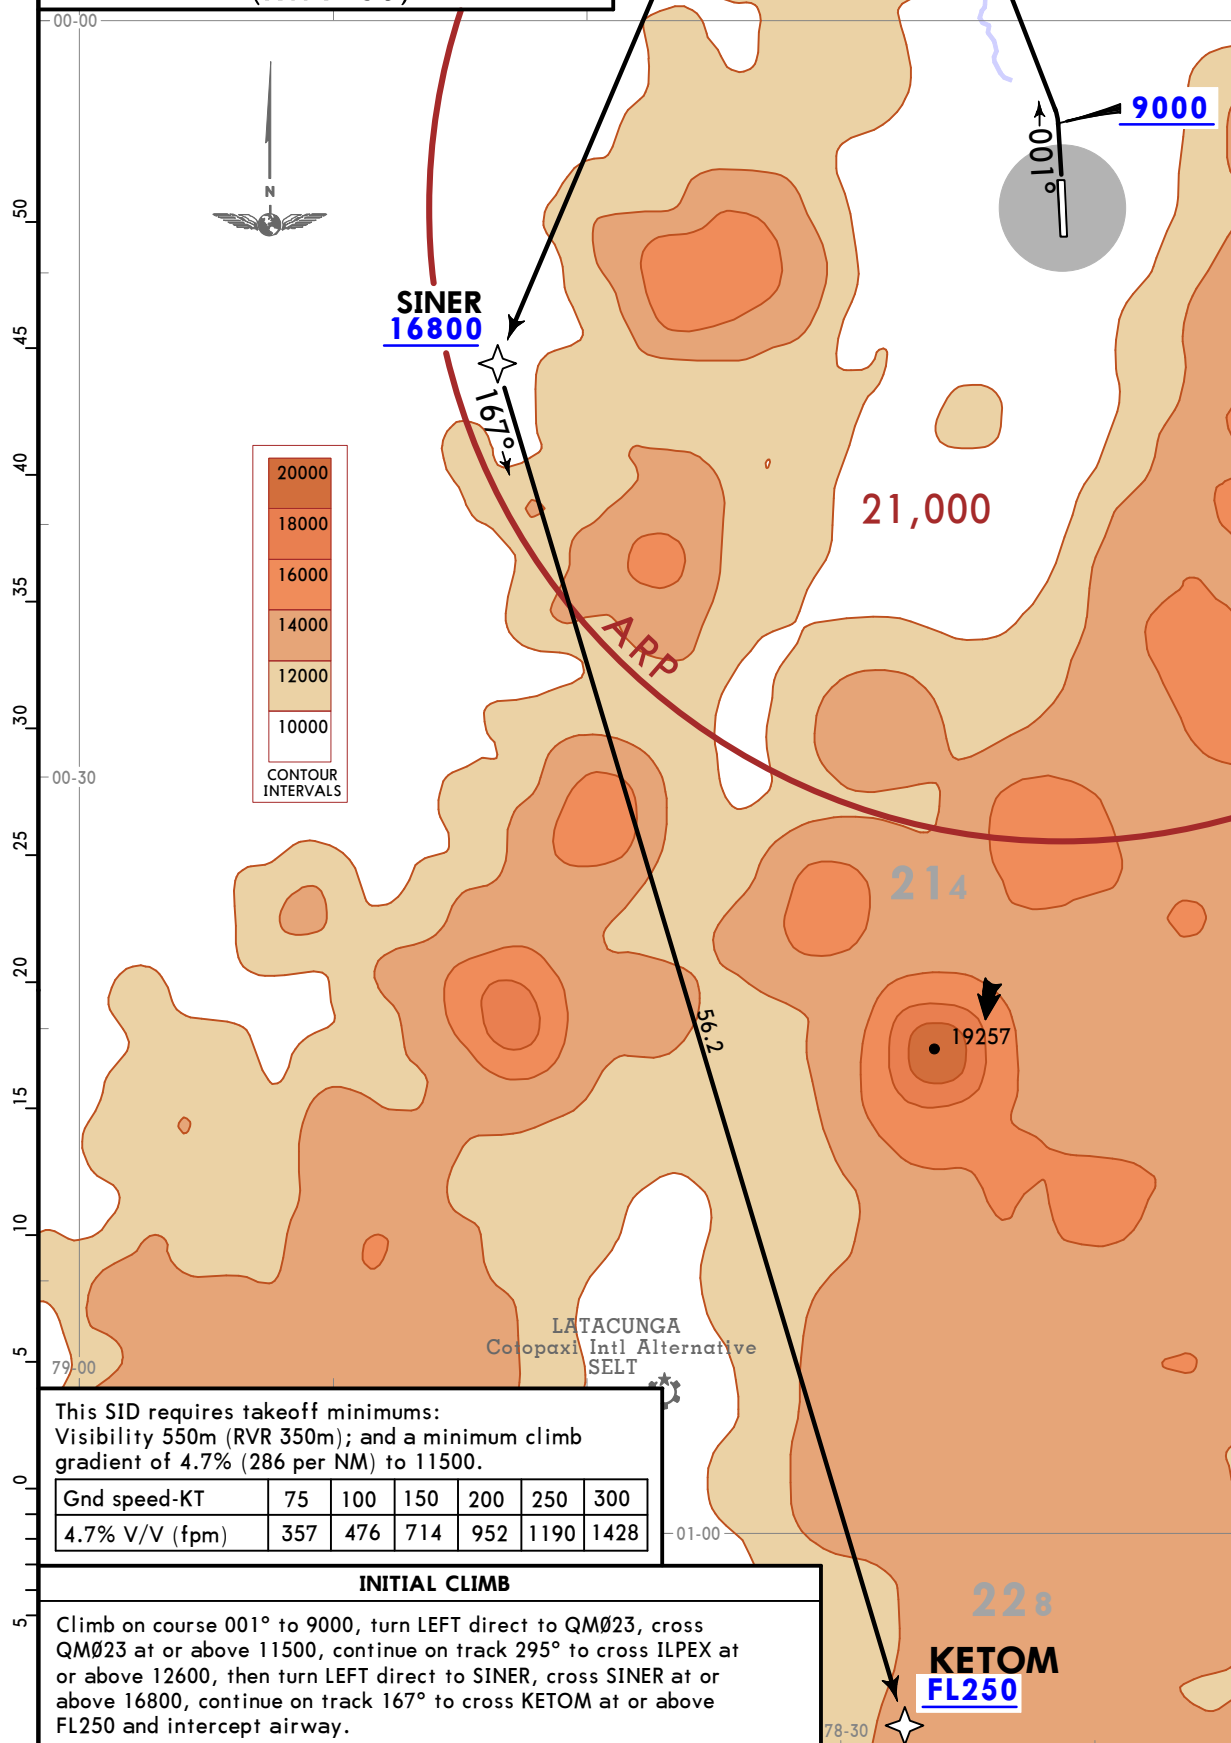 00-00
9000
001°
N
50
SINER
16800
45
167°
40
20000
18000
16000
14000
12000
10000
CONTOUR
INTERVALS
21,000
35
ARP
30
00-30
25
214
20
19257
56.2
15
10
LATACUNGA
Cotopaxi Intl Alternative
SELT
5
79-00
This SID requires takeoff minimums:
Visibility 550m (RVR 350m); and a minimum climb
gradient of 4.7% (286 per NM) to 11500.
Gnd speed-KT 75 100 150 200 250 300
4.7% V/V (fpm) 357 476 714 952 1190 1428
0
01-00
INITIAL CLIMB
Climb on course 001° to 9000, turn LEFT direct to QMØ23, cross
QMØ23 at or above 11500, continue on track 295° to cross ILPEX at
or above 12600, then turn LEFT direct to SINER, cross SINER at or
above 16800, continue on track 167° to cross KETOM at or above
FL250 and intercept airway.
5
228
KETOM
FL250
78-30